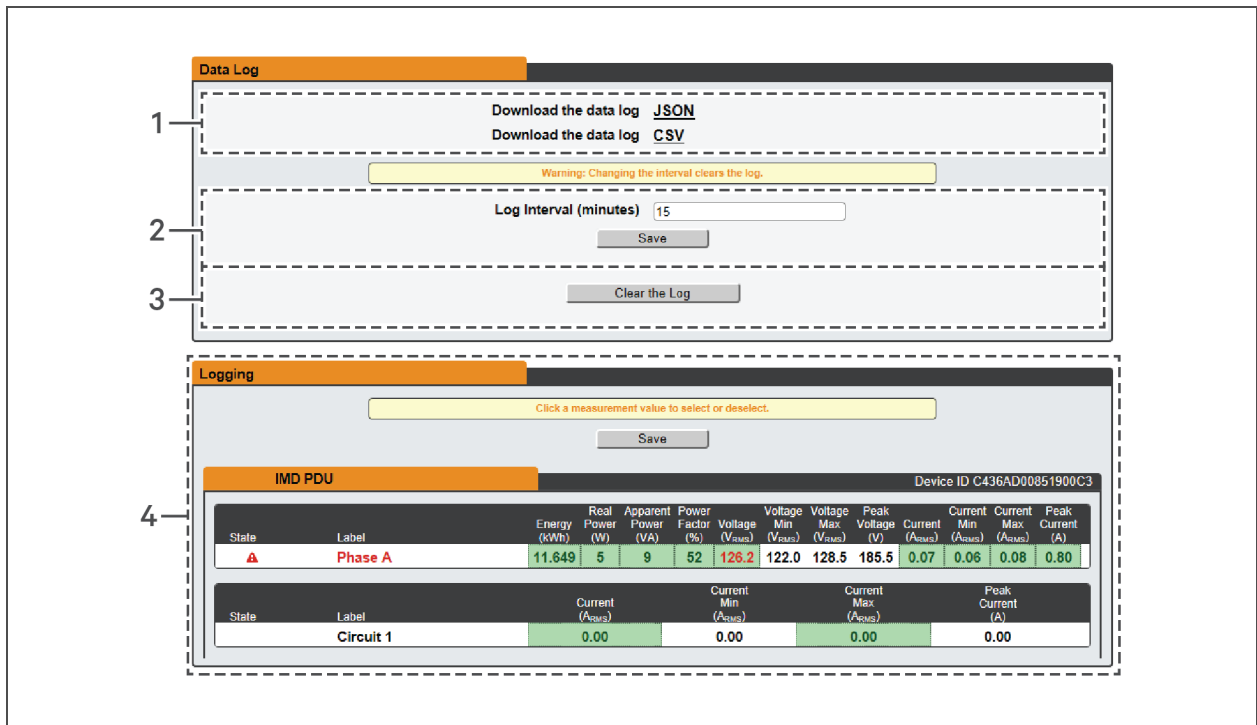 Data Log
1
Download the data log JSON
Download the data log CSV
Warning: Changing the interval clears the log.
2
Log Interval (minutes) 15
Save
3
Clear the Log
4
Logging
Click a measurement value to select or deselect.
Save
IMD PDU Device ID C436AD00851900C3
Real Apparent Power Voltage Voltage Peak Current Current Peak
Energy Power Power Factor Voltage Min Max Voltage Current Min Max Current
State Label (kWh) (W) (VA) (%) (VRMS) (VRMS) (VRMS) (V) (ARMS) (ARMS) (ARMS) (A)
Phase A 11.649 5 9 52 126.2 122.0 128.5 185.5 0.07 0.06 0.08 0.80
Current Current Peak
Current Min Max Current
State Label (ARMS) (ARMS) (ARMS) (A)
Circuit 1 0.00 0.00 0.00 0.00